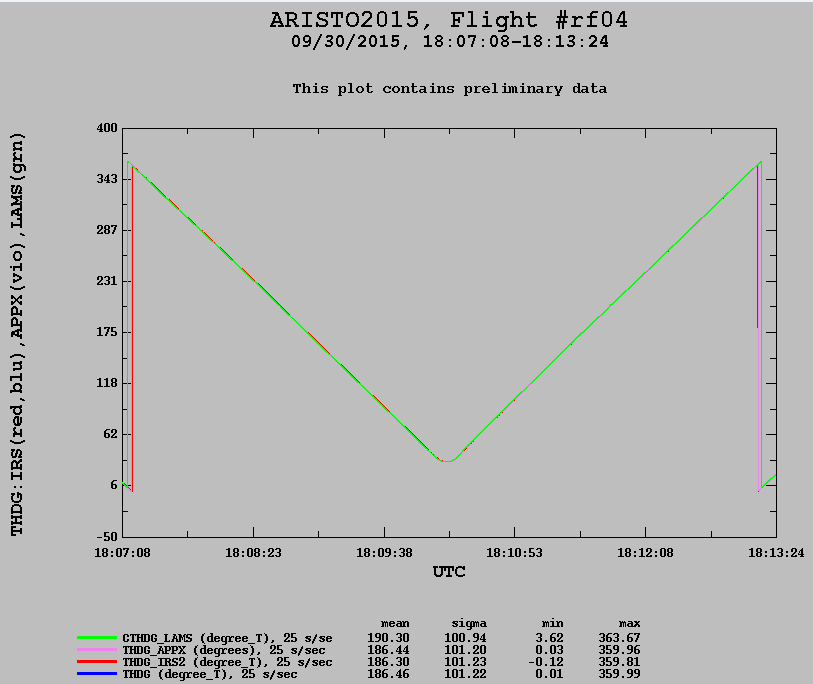 ARISTO2015, Flight #rf04
09/30/2015, 18:07:08-18:13:24
This plot contains preliminary data
THDG:IRS(red,blu),APPX(vio),LAMS(grn)
400
343
287
231
175
118
62
6
-50
18:07:08 18:08:23 18:09:38 18:10:53 18:12:08 18:13:24
UTC
mean sigma min max
CTHDG_LAMS (degree_T), 25 s/se 190.30 100.94 3.62 363.67
THDG_APPX (degrees), 25 s/sec 186.44 101.20 0.03 359.96
THDG_IRS2 (degree_T), 25 s/sec 186.30 101.23 -0.12 359.81
THDG (degree_T), 25 s/sec 186.46 101.22 0.01 359.99